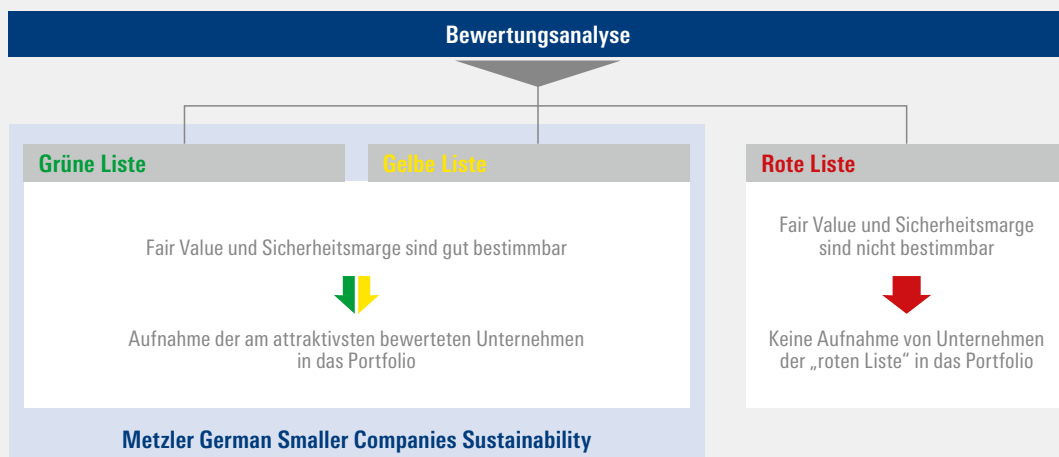 Bewertungsanalyse
Grüne Liste
Gelbe Liste
Fair Value und Sicherheitsmarge sind gut bestimmbar
Aufnahme der am attraktivsten bewerteten Unternehmen
in das Portfolio
Metzler German Smaller Companies Sustainability
Rote Liste
Fair Value und Sicherheitsmarge
sind nicht bestimmbar
Keine Aufnahme von Unternehmen
der „roten Liste“ in das Portfolio